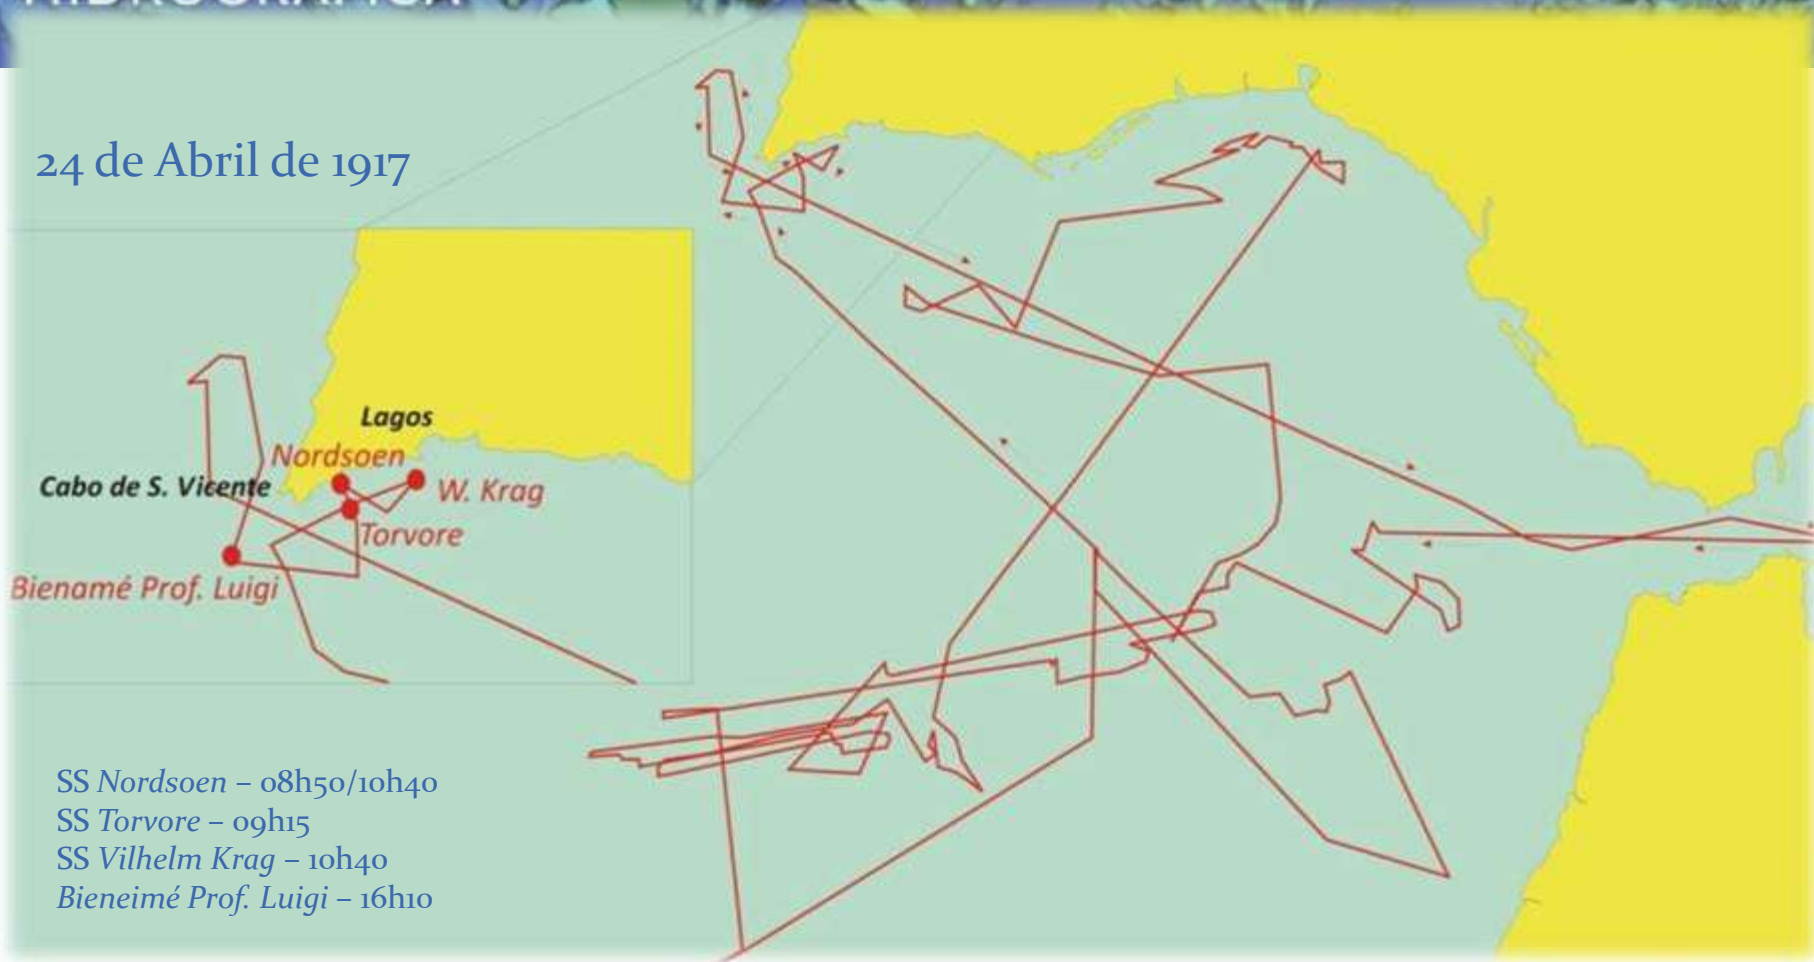 HIDROGRÁFICA
24 de Abril de 1917
Lagos
Nordsoen
Cabo de S. Vicente
W. Krag
Torvore
Bienamé Prof. Luigi
SS Nordsoen – 08h50/10h40
SS Torvore – 09h15
SS Vilhelm Krag – 10h40
Bieneimé Prof. Luigi – 16h10